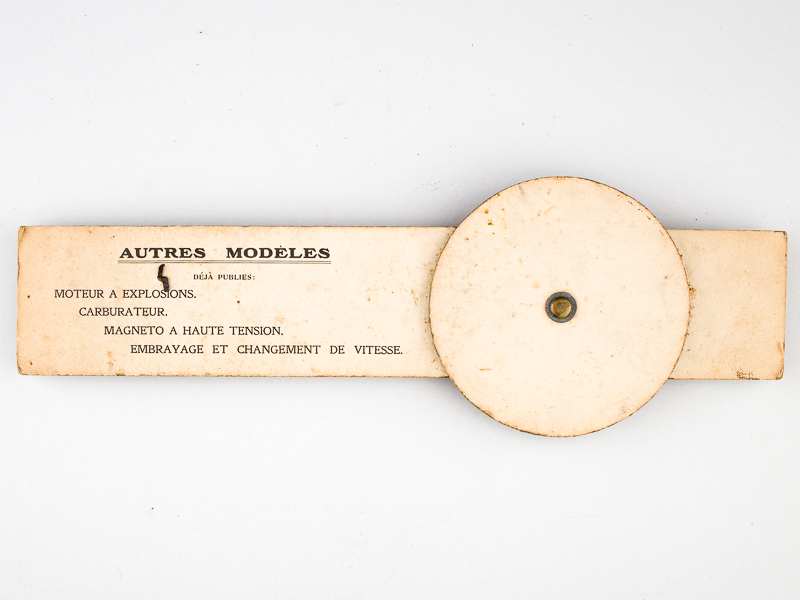 AUTRES MODÈLES
DÉJÀ PUBLIÉS:
MOTEUR A EXPLOSIONS.
CARBURATEUR.
MAGNETO A HAUTE TENSION.
EMBRAYAGE ET CHANGEMENT DE VITESSE.